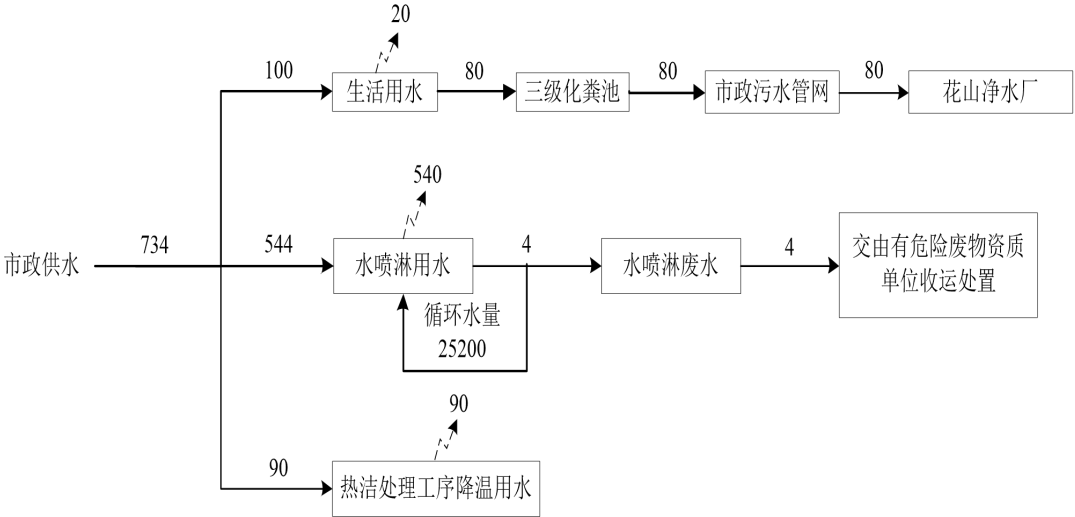 20
100
生活用水
80
三级化粪池
80
市政污水管网
80
花山净水厂
540
市政供水
734
544
水喷淋用水
4
水喷淋废水
4
交由有危险废物资质
单位收运处置
循环水量
25200
90
90
热洁处理工序降温用水